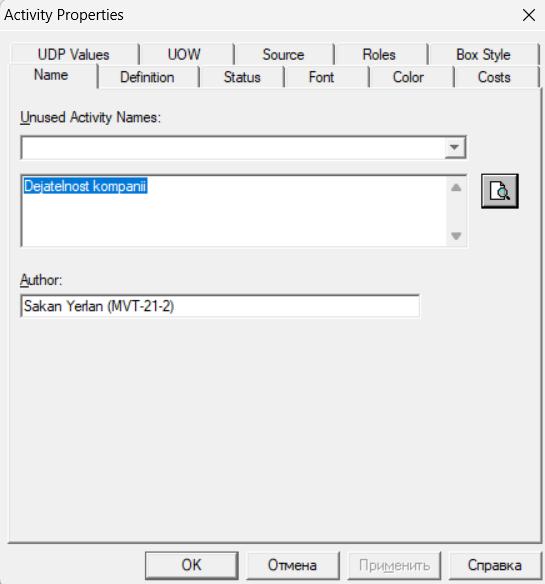 Activity Properties
UDP Values UOW Source Roles Box Style
Name Definition Status Font Color Costs
Unused Activity Names:
Dejatelnost kompanii
Author:
Sakan Yerlan (MVT-21-2)
OK Отмена Применить Справка